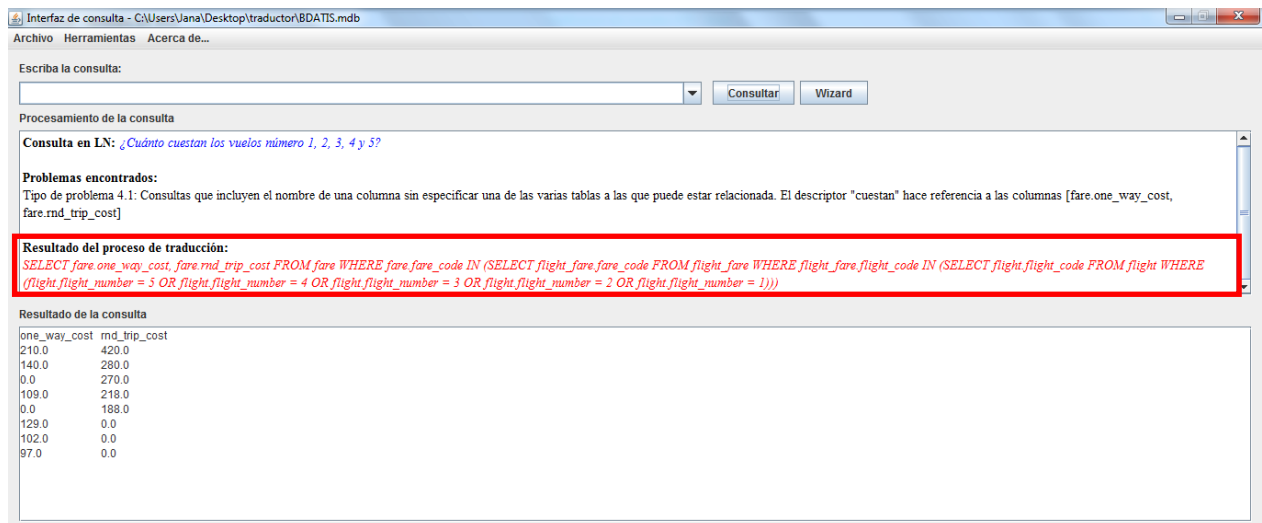 Interfaz de consulta - C:\Users\Jana\Desktop\traductor\BDATIS.mdb
Archivo Herramientas Acerca de...
Escriba la consulta:
Consultar Wizard
Procesamiento de la consulta
Consulta en LN: ¿Cuánto cuestan los vuelos número 1, 2, 3, 4 y 5?
Problemas encontrados:
Tipo de problema 4.1: Consultas que incluyen el nombre de una columna sin especificar una de las varias tablas a las que puede estar relacionada. El descriptor "cuestan" hace referencia a las columnas [fare.one_way_cost,
fare.rnd_trip_cost]
Resultado del proceso de traducción:
SELECT fare.one_way_cost, fare.rnd_trip_cost FROM fare WHERE fare.fare_code IN (SELECT flight_fare.fare_code FROM flight_fare WHERE flight_fare.flight_code IN (SELECT flight.flight_code FROM flight WHERE
(flight.flight_number = 5 OR flight.flight_number = 4 OR flight.flight_number = 3 OR flight.flight_number = 2 OR flight.flight_number = 1)))
Resultado de la consulta
one_way_cost rnd_trip_cost
210.0 420.0
140.0 280.0
0.0 270.0
109.0 218.0
0.0 188.0
129.0 0.0
102.0 0.0
97.0 0.0